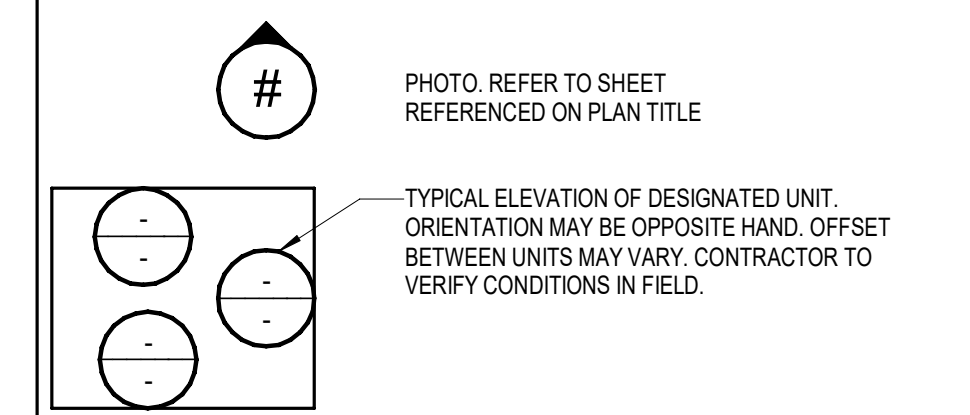 #
PHOTO. REFER TO SHEET
REFERENCED ON PLAN TITLE
TYPICAL ELEVATION OF DESIGNATED UNIT.
ORIENTATION MAY BE OPPOSITE HAND. OFFSET
BETWEEN UNITS MAY VARY. CONTRACTOR TO
VERIFY CONDITIONS IN FIELD.
-
-
-
-
-
-